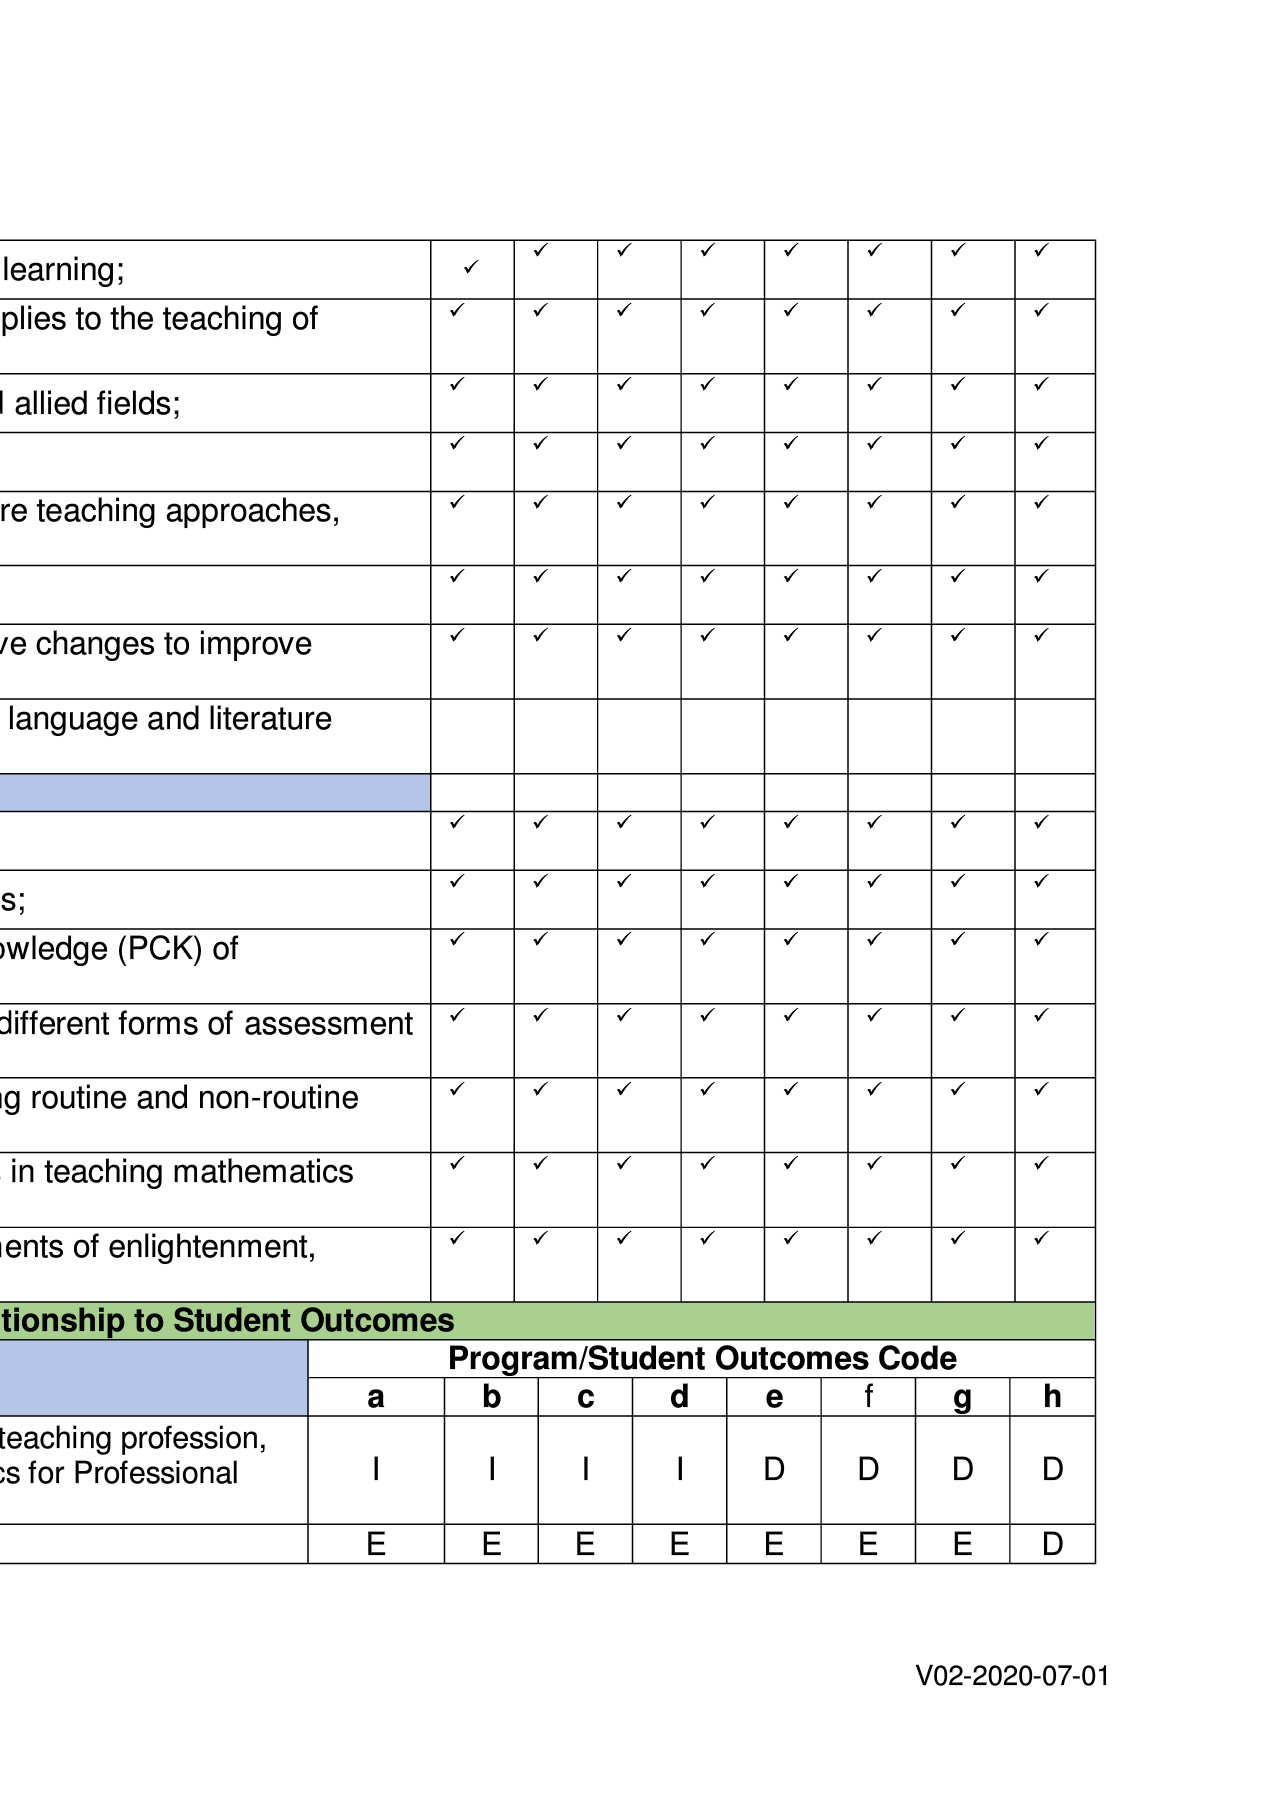 learning; ✓ ✓ ✓ ✓ ✓ ✓ ✓ ✓
plies to the teaching of ✓ ✓ ✓ ✓ ✓ ✓ ✓ ✓
allied fields; ✓ ✓ ✓ ✓ ✓ ✓ ✓ ✓
✓ ✓ ✓ ✓ ✓ ✓ ✓ ✓
re teaching approaches, ✓ ✓ ✓ ✓ ✓ ✓ ✓ ✓
✓ ✓ ✓ ✓ ✓ ✓ ✓ ✓
ve changes to improve ✓ ✓ ✓ ✓ ✓ ✓ ✓ ✓
language and literature
✓ ✓ ✓ ✓ ✓ ✓ ✓ ✓
s; ✓ ✓ ✓ ✓ ✓ ✓ ✓ ✓
owledge (PCK) of ✓ ✓ ✓ ✓ ✓ ✓ ✓ ✓
different forms of assessment ✓ ✓ ✓ ✓ ✓ ✓ ✓ ✓
ng routine and non-routine ✓ ✓ ✓ ✓ ✓ ✓ ✓ ✓
in teaching mathematics ✓ ✓ ✓ ✓ ✓ ✓ ✓ ✓
ents of enlightenment, ✓ ✓ ✓ ✓ ✓ ✓ ✓ ✓
tionship to Student Outcomes
Program/Student Outcomes Code
a b c d e f g h
teaching profession,
cs for Professional
I I I I D D D D
E E E E E E E D
V02-2020-07-01